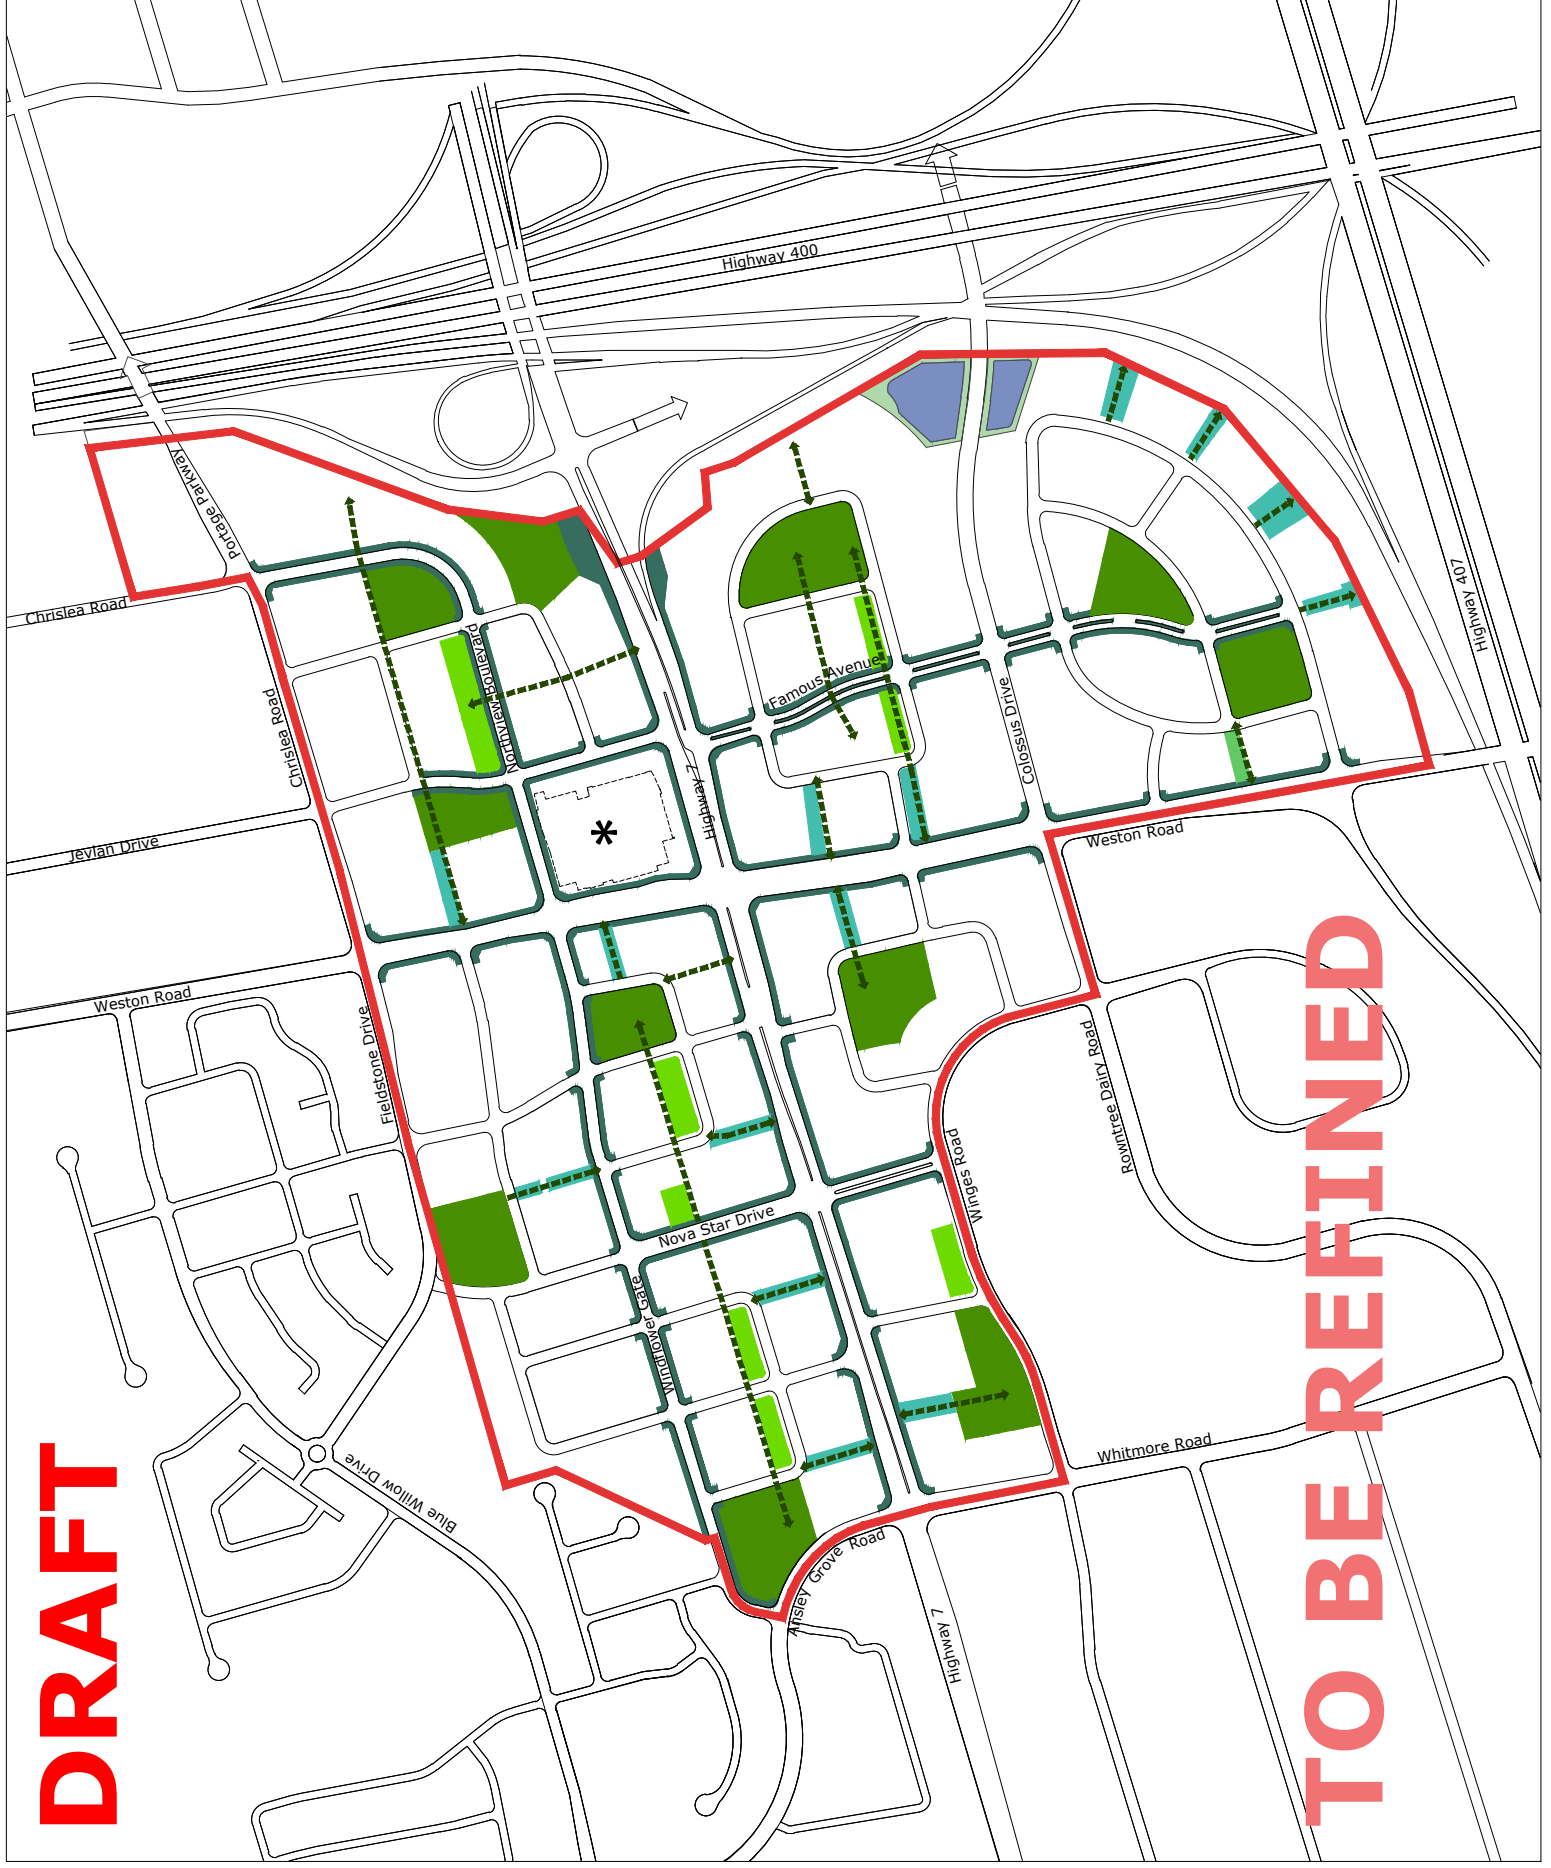 Highway 400
Portage Parkway
Chrislea Road
Highway 407
Northview Boulevard
Famous Avenue
Chrislea Road
Colossus Drive
Highway 7
*
Jevlan Drive
Weston Road
Weston Road
Fieldstone Drive
Rowntree Dairy Road
Winges Road
Nova Star Drive
Windflower Gate
Whitmore Road
Blue Willow Drive
Ansley Grove Road
Highway 7
DRAFT
TO BE REFINED